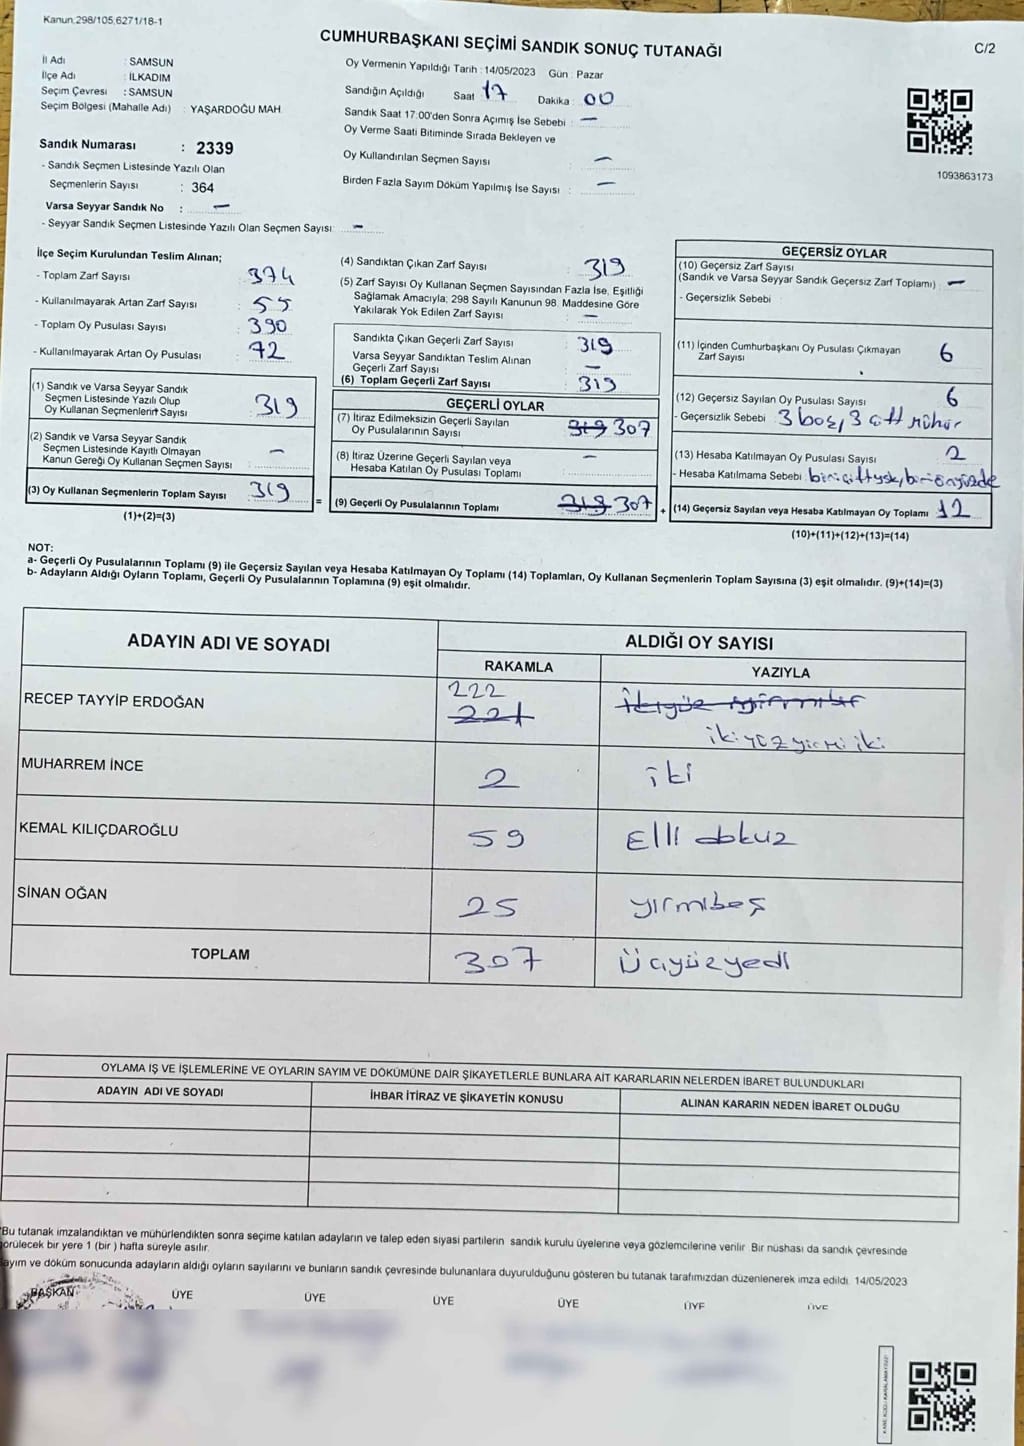 Kanun 298/105,6271/18-1
CUMHURBAŞKANI SEÇİMİ SANDIK SONUÇ TUTANAĞI
C/2
İl Adı : SAMSUN
İlçe Adı : İLKADIM
Seçim Çevresi : SAMSUN
Seçim Bölgesi (Mahalle Adı) : YAŞARDOĞU MAH.
Sandık Numarası : 2339
- Sandık Seçmen Listesinde Yazılı Olan
Seçmenlerin Sayısı : 364
Varsa Seyyar Sandık No : -
- Seyyar Sandık Seçmen Listesinde Yazılı Olan Seçmen Sayısı: -
Oy Vermenin Yapıldığı Tarih : 14/05/2023 Gün : Pazar
Sandığın Açıldığı Saat 17 Dakika : 00
Sandık Saat 17:00'den Sonra Açımış İse Sebebi : -
Oy Verme Saati Bitiminde Sırada Bekleyen ve
Oy Kullandırılan Seçmen Sayısı : -
Birden Fazla Sayım Döküm Yapılmış İse Sayısı : -
1093863173
İlçe Seçim Kurulundan Teslim Alınan;
- Toplam Zarf Sayısı : 374
- Kullanılmayarak Artan Zarf Sayısı : 55
- Toplam Oy Pusulası Sayısı : 390
- Kullanılmayarak Artan Oy Pusulası : 72
(1) Sandık ve Varsa Seyyar Sandık
Seçmen Listesinde Yazılı Olup
Oy Kullanan Seçmenlerin Sayısı : 319
(2) Sandık ve Varsa Seyyar Sandık
Seçmen Listesinde Kayıtlı Olmayan
Kanun Gereği Oy Kullanan Seçmen Sayısı : -
(3) Oy Kullanan Seçmenlerin Toplam Sayısı : 319
(1)+(2)=(3)
=
(4) Sandıktan Çıkan Zarf Sayısı : 319
(5) Zarf Sayısı Oy Kullanan Seçmen Sayısından Fazla İse, Eşitliği
Sağlamak Amacıyla; 298 Sayılı Kanunun 98. Maddesine Göre
Yakılarak Yok Edilen Zarf Sayısı : -
Sandıkta Çıkan Geçerli Zarf Sayısı : 319
Varsa Seyyar Sandıktan Teslim Alınan
Geçerli Zarf Sayısı : -
(6) Toplam Geçerli Zarf Sayısı : 319
GEÇERLİ OYLAR
(7) İtiraz Edilmeksizin Geçerli Sayılan
Oy Pusulalarının Sayısı : 319 307
(8) İtiraz Üzerine Geçerli Sayılan veya
Hesaba Katılan Oy Pusulası Toplamı : -
(9) Geçerli Oy Pusulalarının Toplamı : 319 307
+
GEÇERSİZ OYLAR
(10) Geçersiz Zarf Sayısı
(Sandık ve Varsa Seyyar Sandık Geçersiz Zarf Toplamı) : -
- Geçersizlik Sebebi :
(11) İçinden Cumhurbaşkanı Oy Pusulası Çıkmayan
Zarf Sayısı : 6
(12) Geçersiz Sayılan Oy Pusulası Sayısı : 6
- Geçersizlik Sebebi : 3 boş, 3 çift mühür
(13) Hesaba Katılmayan Oy Pusulası Sayısı : 2
- Hesaba Katılmama Sebebi :
(14) Geçersiz Sayılan veya Hesaba Katılmayan Oy Toplamı : 12
(10)+(11)+(12)+(13)=(14)
NOT:
a- Geçerli Oy Pusulalarının Toplamı (9) ile Geçersiz Sayılan veya Hesaba Katılmayan Oy Toplamı (14) Toplamları, Oy Kullanan Seçmenlerin Toplam Sayısına (3) eşit olmalıdır. (9)+(14)=(3)
b- Adayların Aldığı Oyların Toplamı, Geçerli Oy Pusulalarının Toplamına (9) eşit olmalıdır.
ADAYIN ADI VE SOYADI ALDIĞI OY SAYISI
RAKAMLA YAZIYLA
RECEP TAYYİP ERDOĞAN 222 221 ikiyüz yirmi iki
MUHARREM İNCE 2 iki
KEMAL KILIÇDAROĞLU 59 Elli dokuz
SİNAN OĞAN 25 yirmibeş
TOPLAM 307 Üçyüzyedi
OYLAMA İŞ VE İŞLEMLERİNE VE OYLARIN SAYIM VE DÖKÜMÜNE DAİR ŞİKAYETLERLE BUNLARA AİT KARARLARIN NELERDEN İBARET BULUNDUKLARI
ADAYIN ADI VE SOYADI İHBAR İTİRAZ VE ŞİKAYETİN KONUSU ALINAN KARARIN NEDEN İBARET OLDUĞU
*Bu tutanak imzalandıktan ve mühürlendikten sonra seçime katılan adayların ve talep eden siyasi partilerin sandık kurulu üyelerine veya gözlemcilerine verilir. Bir nüshası da sandık çevresinde
görülecek bir yere 1 (bir ) hafta süreyle asılır.
Sayım ve döküm sonucunda adayların aldığı oyların sayılarını ve bunların sandık çevresinde bulunanlara duyurulduğunu gösteren bu tutanak tarafımızdan düzenlenerek imza edildi. 14/05/2023
BAŞKAN ÜYE ÜYE ÜYE ÜYE ÜYE ÜYE